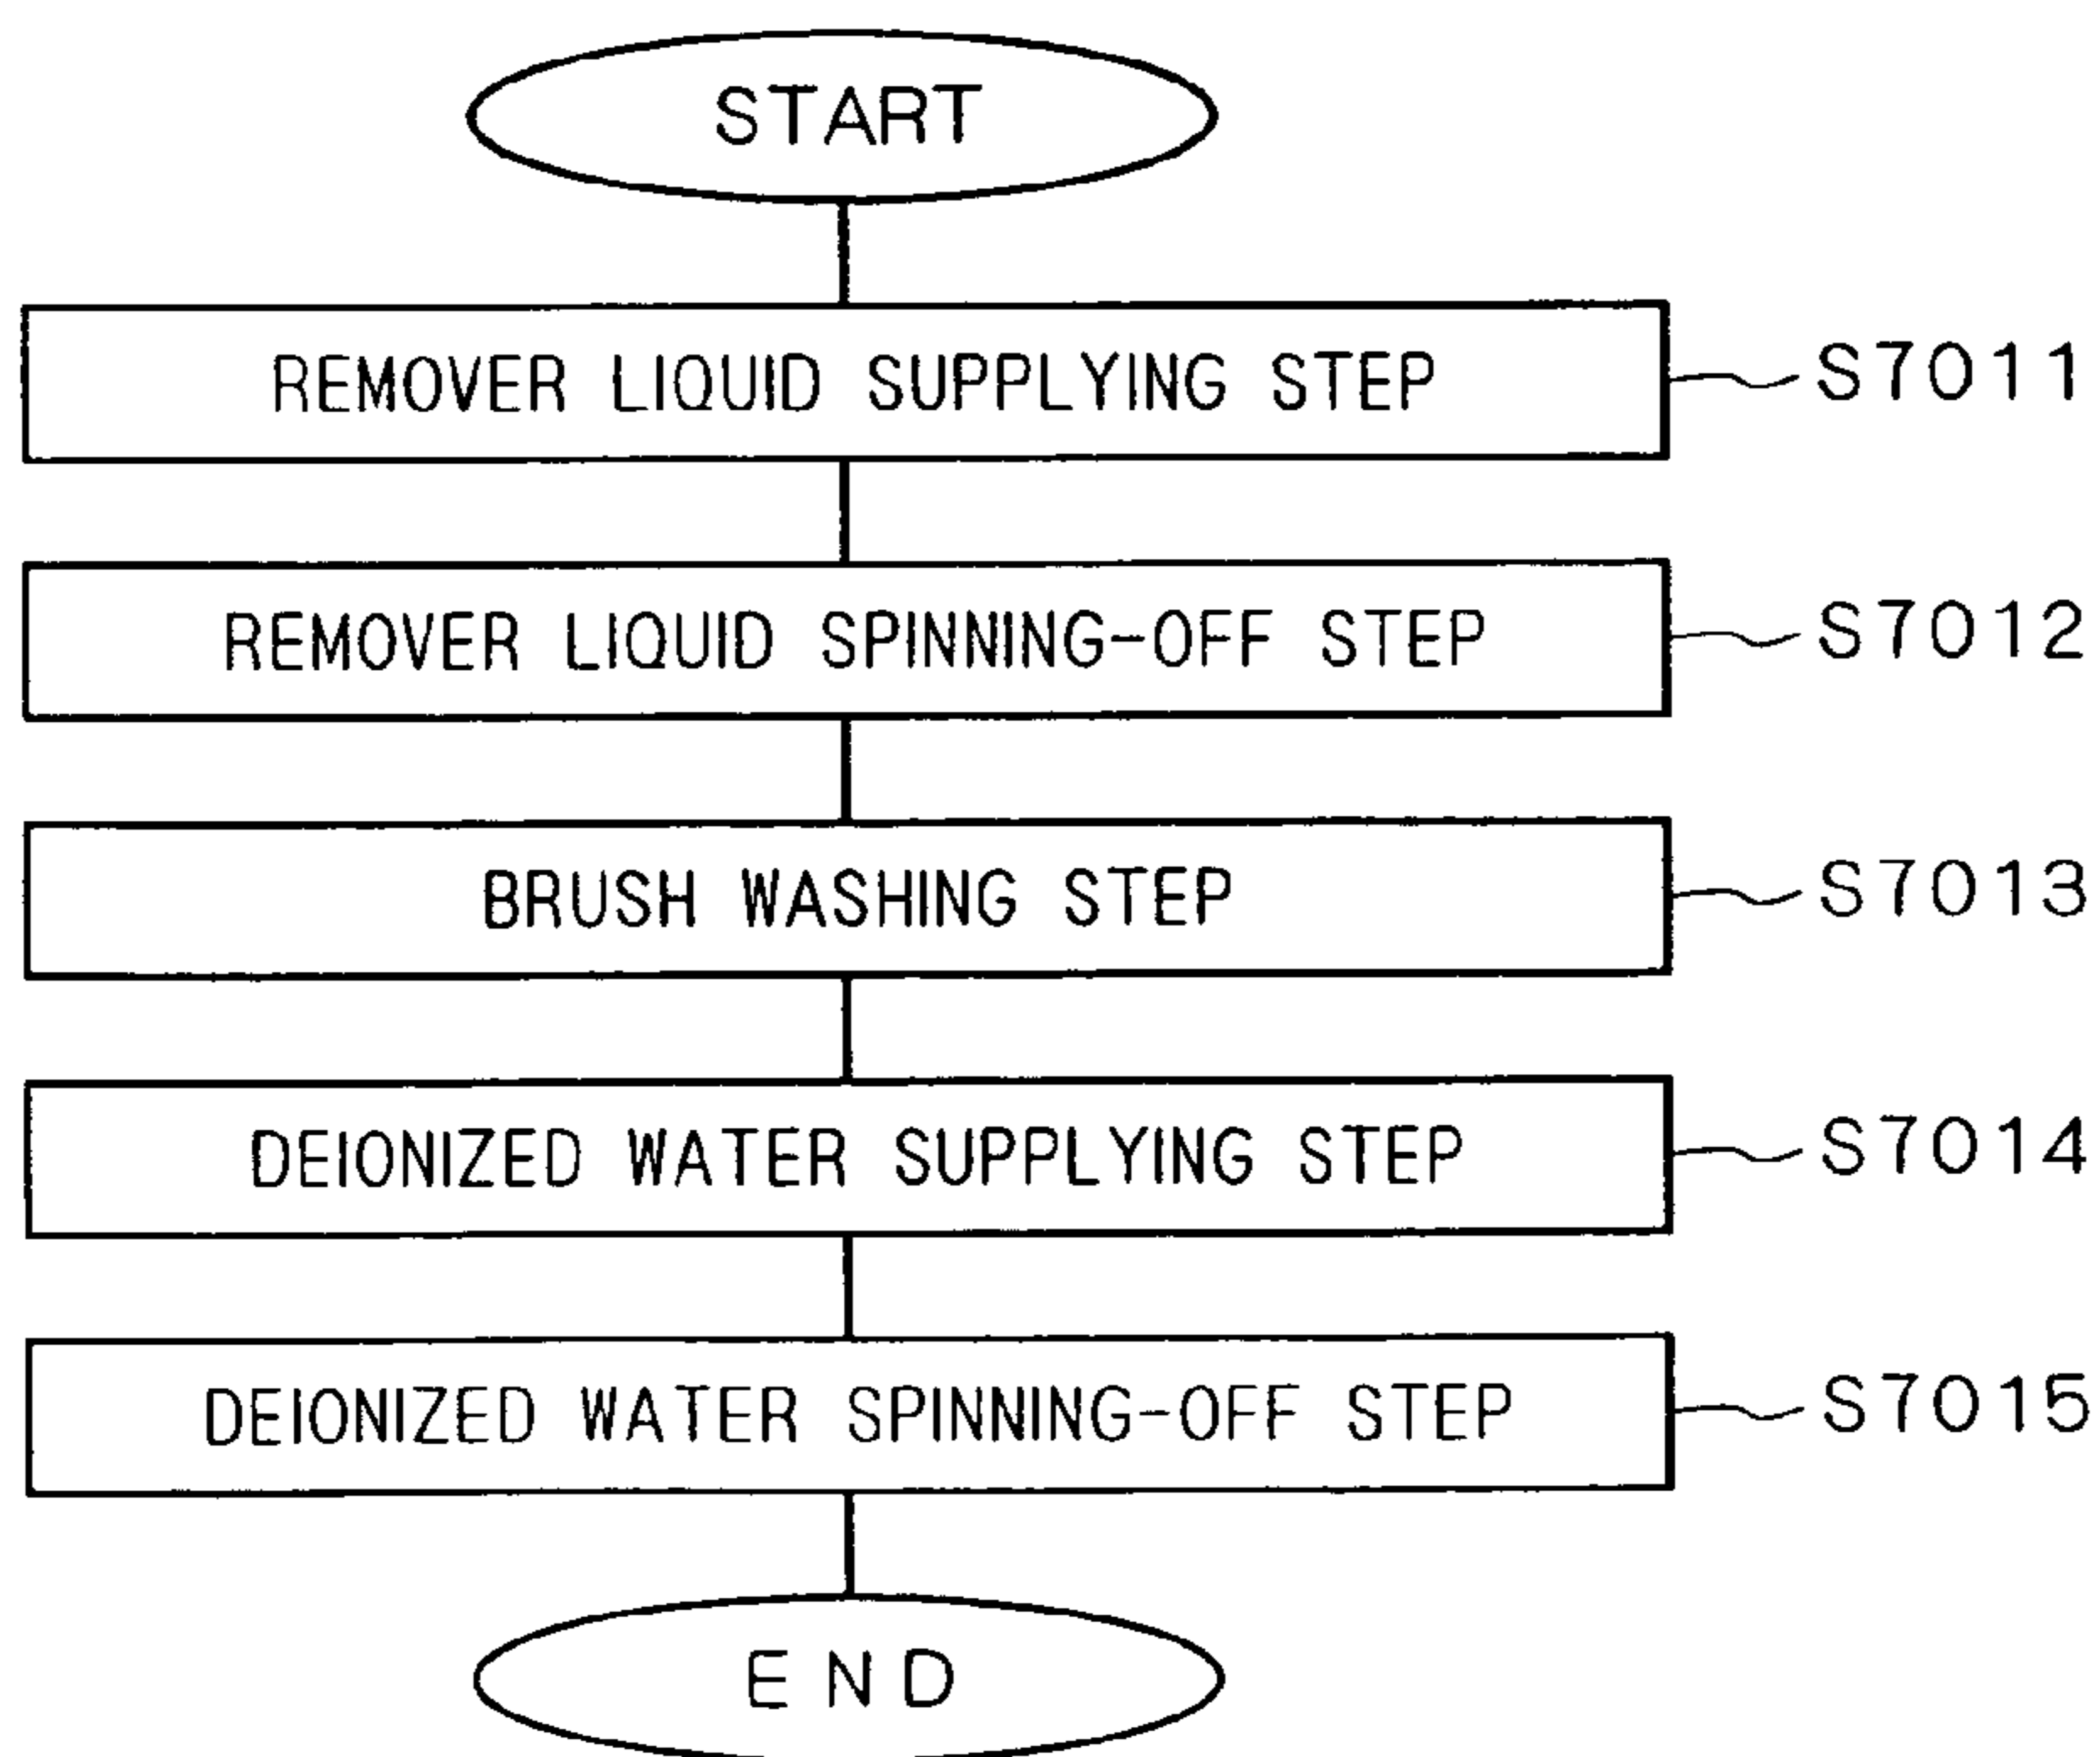 START
REMOVER LIQUID SUPPLYING STEP S7011
REMOVER LIQUID SPINNING-OFF STEP S7012
BRUSH WASHING STEP S7013
DEIONIZED WATER SUPPLYING STEP S7014
DEIONIZED WATER SPINNING-OFF STEP S7015
END